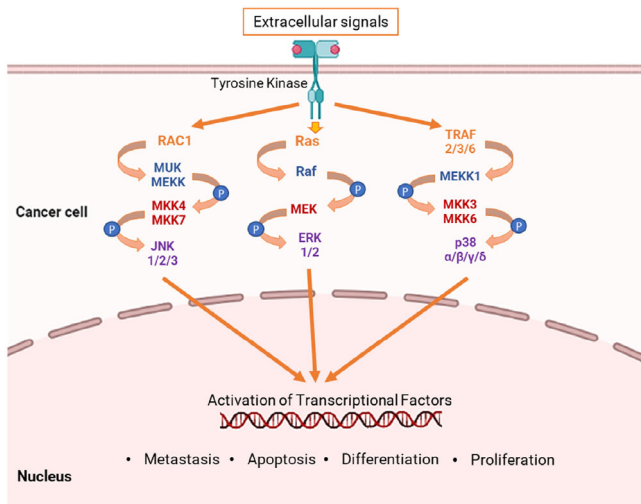 Extracellular signals
Tyrosine Kinase
RAC1
MUK
MEKK
P
MKK4
MKK7
P
JNK
1/2/3
Ras
Raf
P
MEK
P
ERK
1/2
TRAF
2/3/6
MEKK1
P
MKK3
MKK6
P
p38
α/β/γ/δ
Cancer cell
Activation of Transcriptional Factors
• Metastasis • Apoptosis • Differentiation • Proliferation
Nucleus